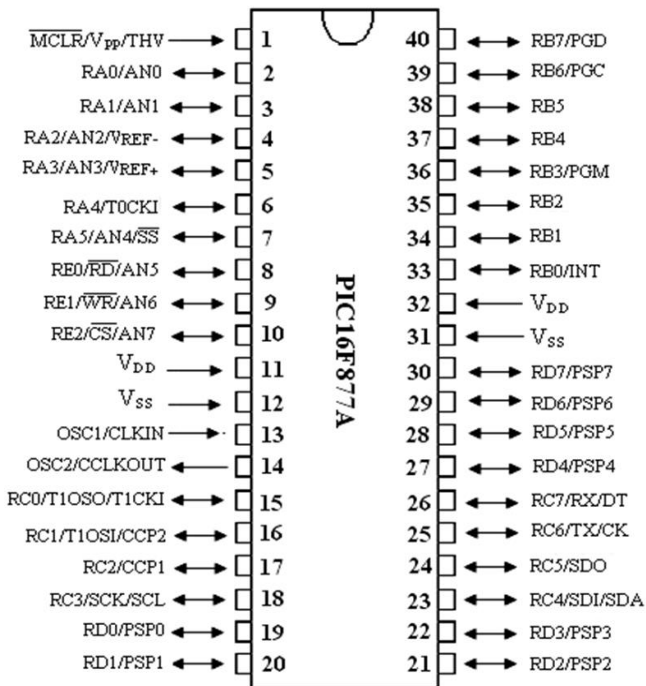 MCLR/VPP/THV 1 40 RB7/PGD
RA0/AN0 2 39 RB6/PGC
RA1/AN1 3 38 RB5
RA2/AN2/VREF- 4 37 RB4
RA3/AN3/VREF+ 5 36 RB3/PGM
RA4/T0CKI 6 35 RB2
RA5/AN4/SS 7 34 RB1
RE0/RD/AN5 8 33 RB0/INT
RE1/WR/AN6 9 32 VDD
RE2/CS/AN7 10 31 VSS
VDD 11 30 RD7/PSP7
VSS 12 29 RD6/PSP6
OSC1/CLKIN 13 28 RD5/PSP5
OSC2/CCLKOUT 14 27 RD4/PSP4
RC0/T1OSO/T1CKI 15 26 RC7/RX/DT
RC1/T1OSI/CCP2 16 25 RC6/TX/CK
RC2/CCP1 17 24 RC5/SDO
RC3/SCK/SCL 18 23 RC4/SDI/SDA
RD0/PSP0 19 22 RD3/PSP3
RD1/PSP1 20 21 RD2/PSP2
PIC16F877A